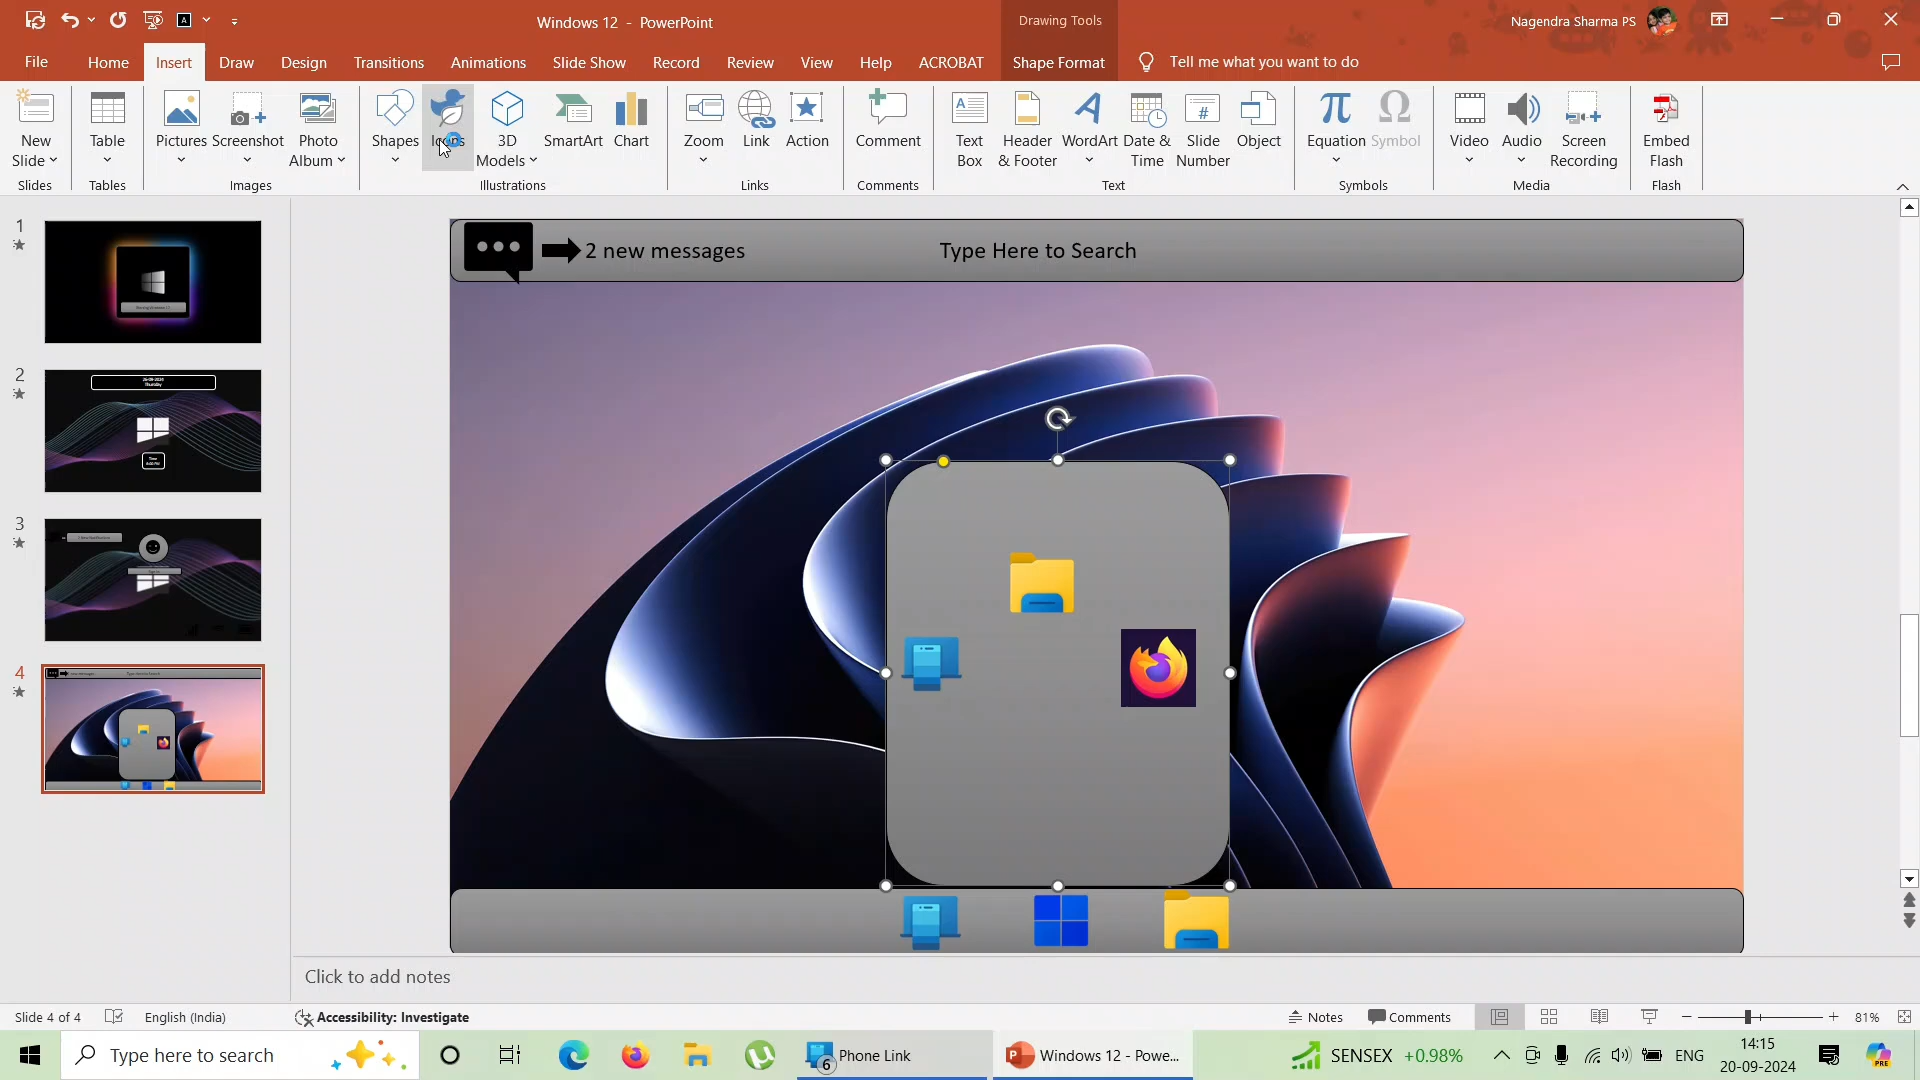 Windows 12 - PowerPoint
Drawing Tools
Nagendra Sharma PS
File
Home
Insert
Draw
Design
Transitions
Animations
Slide Show
Record
Review
View
Help
ACROBAT
Shape Format
Tell me what you want to do
New Slide
Table
Pictures
Screenshot
Photo Album
Shapes
3D Models
SmartArt
Chart
Zoom
Link
Action
Comment
Text Box
Header & Footer
WordArt
Date & Time
Slide Number
Object
Equation
Symbol
Video
Audio
Screen Recording
Embed Flash
Slides
Tables
Images
Illustrations
Links
Comments
Text
Symbols
Media
Flash
1
2
3
4
2 new messages
Type Here to Search
Click to add notes
Slide 4 of 4
English (India)
Accessibility: Investigate
Notes
Comments
81%
Type here to search
6
Phone Link
Windows 12 - Powe...
SENSEX +0.98%
ENG
14:15
20-09-2024